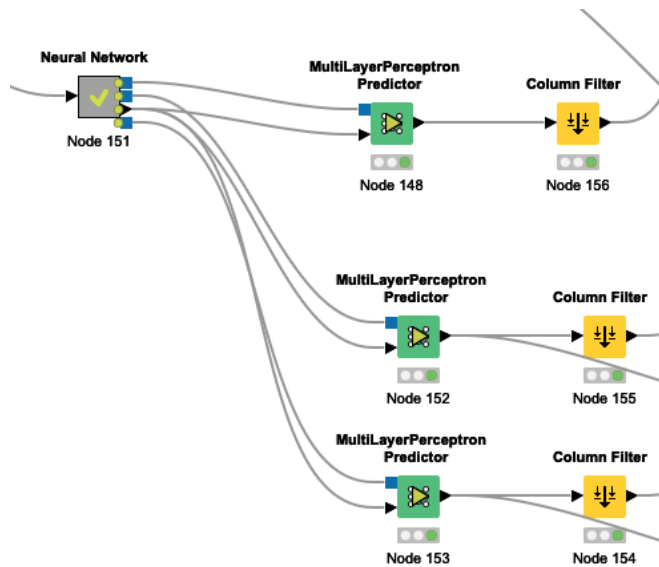 Neural Network
Node 151
MultiLayerPerceptron
Predictor
Node 148
Column Filter
Node 156
MultiLayerPerceptron
Predictor
Node 152
Column Filter
Node 155
MultiLayerPerceptron
Predictor
Node 153
Column Filter
Node 154